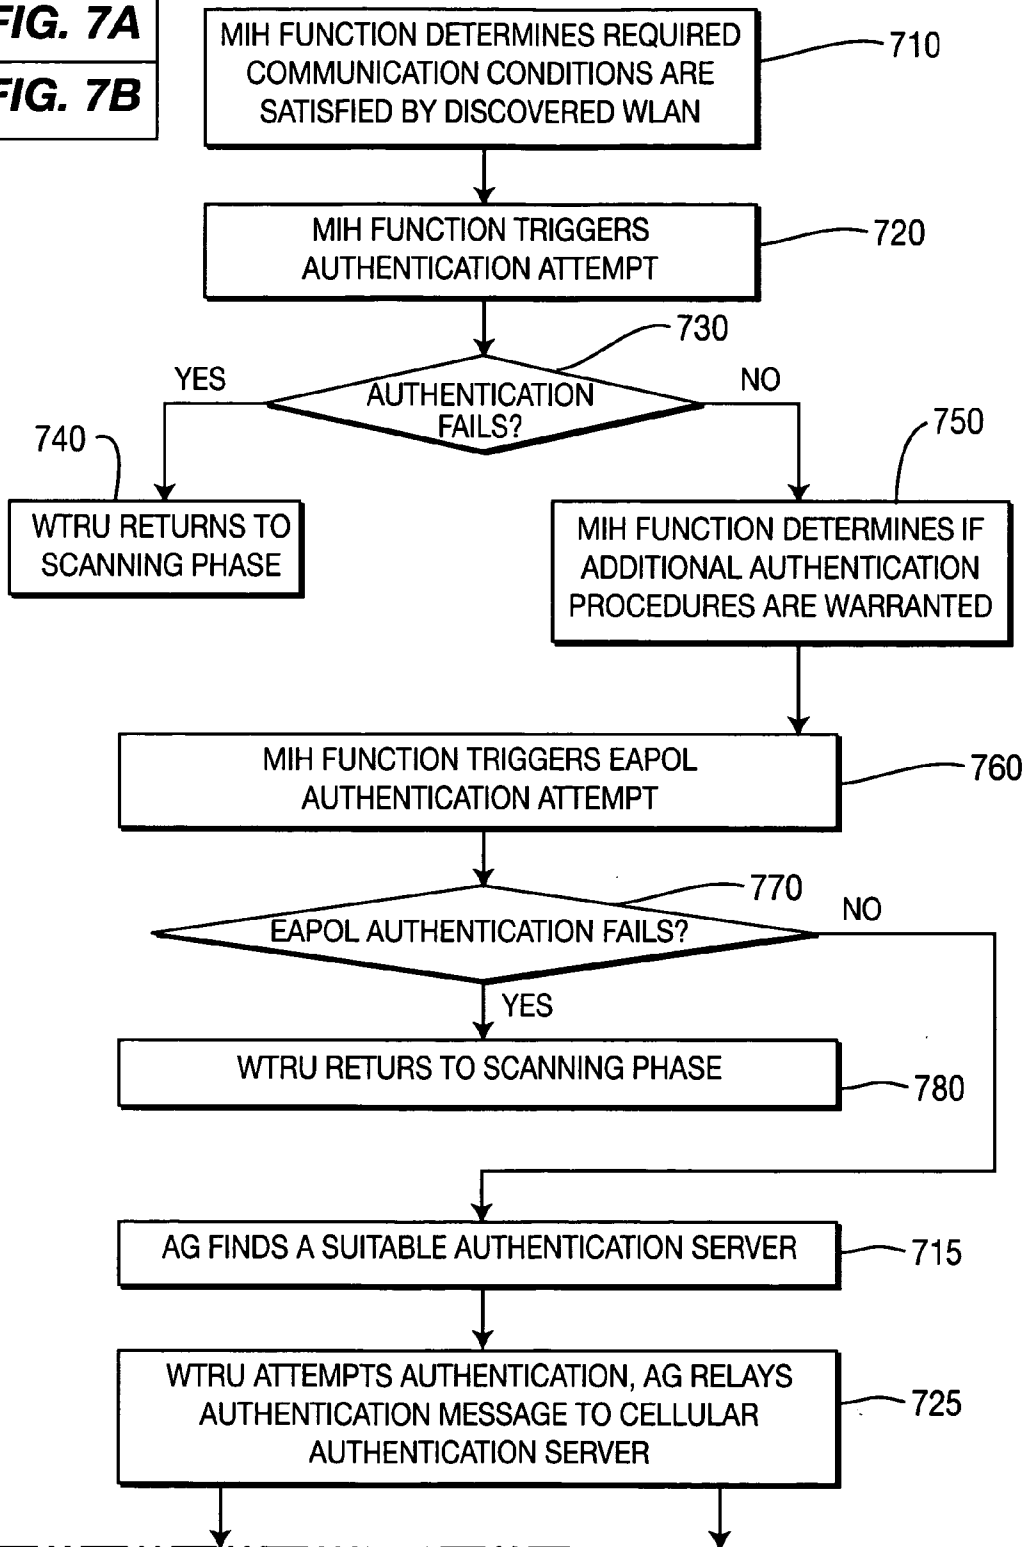 FIG. 7A
FIG. 7B
MIH FUNCTION DETERMINES REQUIRED
COMMUNICATION CONDITIONS ARE
SATISFIED BY DISCOVERED WLAN
710
MIH FUNCTION TRIGGERS
AUTHENTICATION ATTEMPT
720
730
YES
AUTHENTICATION
FAILS?
NO
740
750
WTRU RETURNS TO
SCANNING PHASE
MIH FUNCTION DETERMINES IF
ADDITIONAL AUTHENTICATION
PROCEDURES ARE WARRANTED
MIH FUNCTION TRIGGERS EAPOL
AUTHENTICATION ATTEMPT
760
770
EAPOL AUTHENTICATION FAILS?
NO
YES
WTRU RETURS TO SCANNING PHASE
780
AG FINDS A SUITABLE AUTHENTICATION SERVER
715
WTRU ATTEMPTS AUTHENTICATION, AG RELAYS
AUTHENTICATION MESSAGE TO CELLULAR
AUTHENTICATION SERVER
725